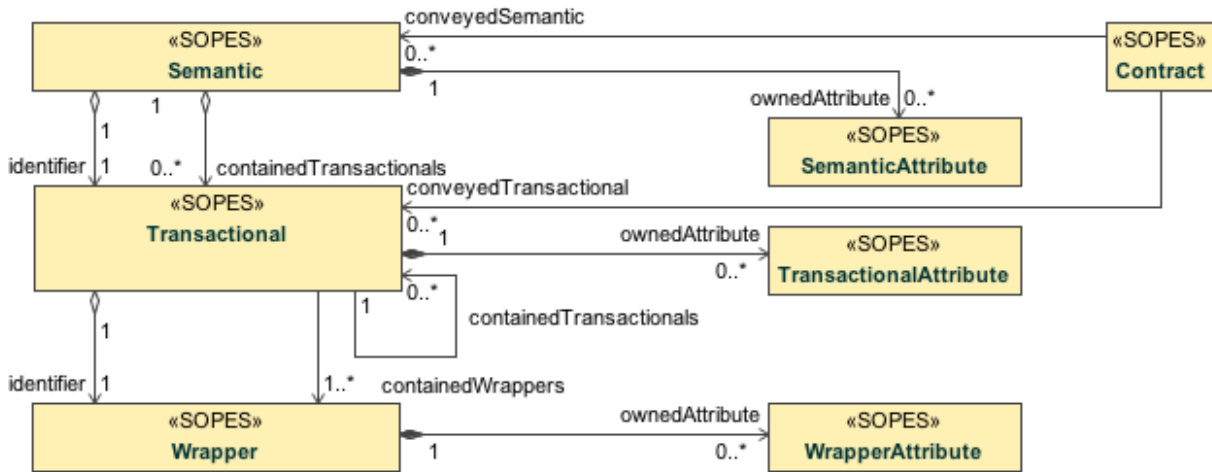 conveyedSemantic
«SOPES»
Semantic
0..*
1
«SOPES»
Contract
ownedAttribute
0..*
1
1
«SOPES»
SemanticAttribute
identifier
1
0..*
containedTransactionals
«SOPES»
Transactional
conveyedTransactional
0..*
1
ownedAttribute
0..*
«SOPES»
TransactionalAttribute
0..*
1
1
containedTransactionals
identifier
1
1..*
containedWrappers
«SOPES»
Wrapper
1
ownedAttribute
0..*
«SOPES»
WrapperAttribute